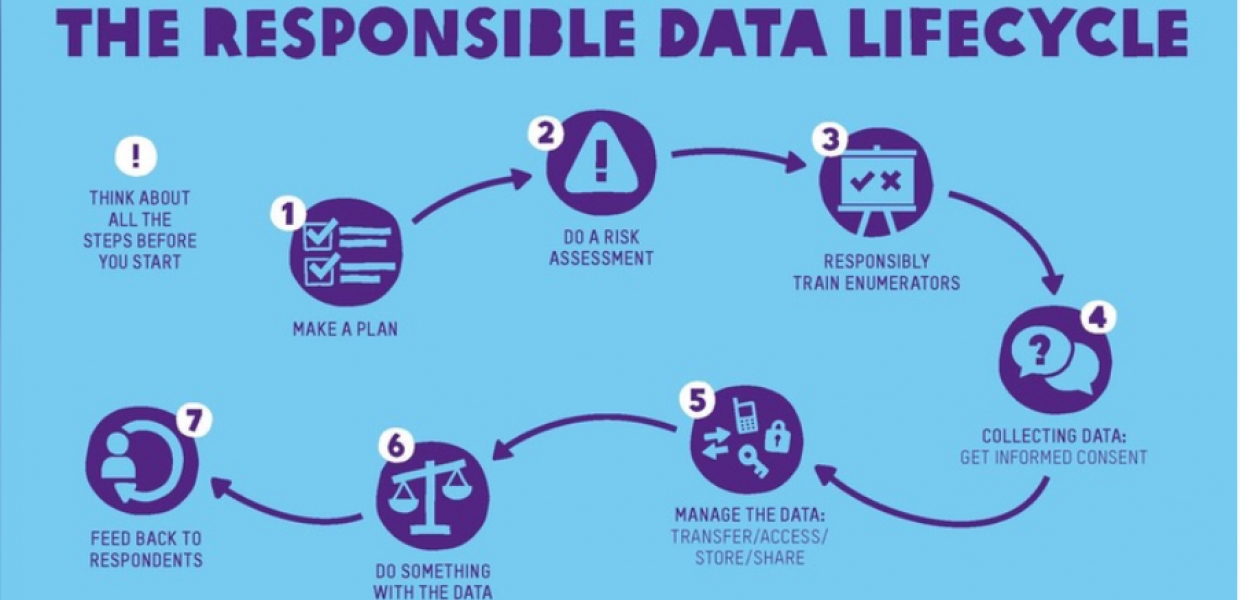 THE RESPONSIBLE DATA LIFECYCLE
!
THINK ABOUT
ALL THE
STEPS BEFORE
YOU START
1
MAKE A PLAN
2
!
DO A RISK
ASSESSMENT
3
RESPONSIBLY
TRAIN ENUMERATORS
4
?
COLLECTING DATA:
GET INFORMED CONSENT
5
MANAGE THE DATA:
TRANSFER/ACCESS/
STORE/SHARE
6
DO SOMETHING
WITH THE DATA
7
FEED BACK TO
RESPONDENTS